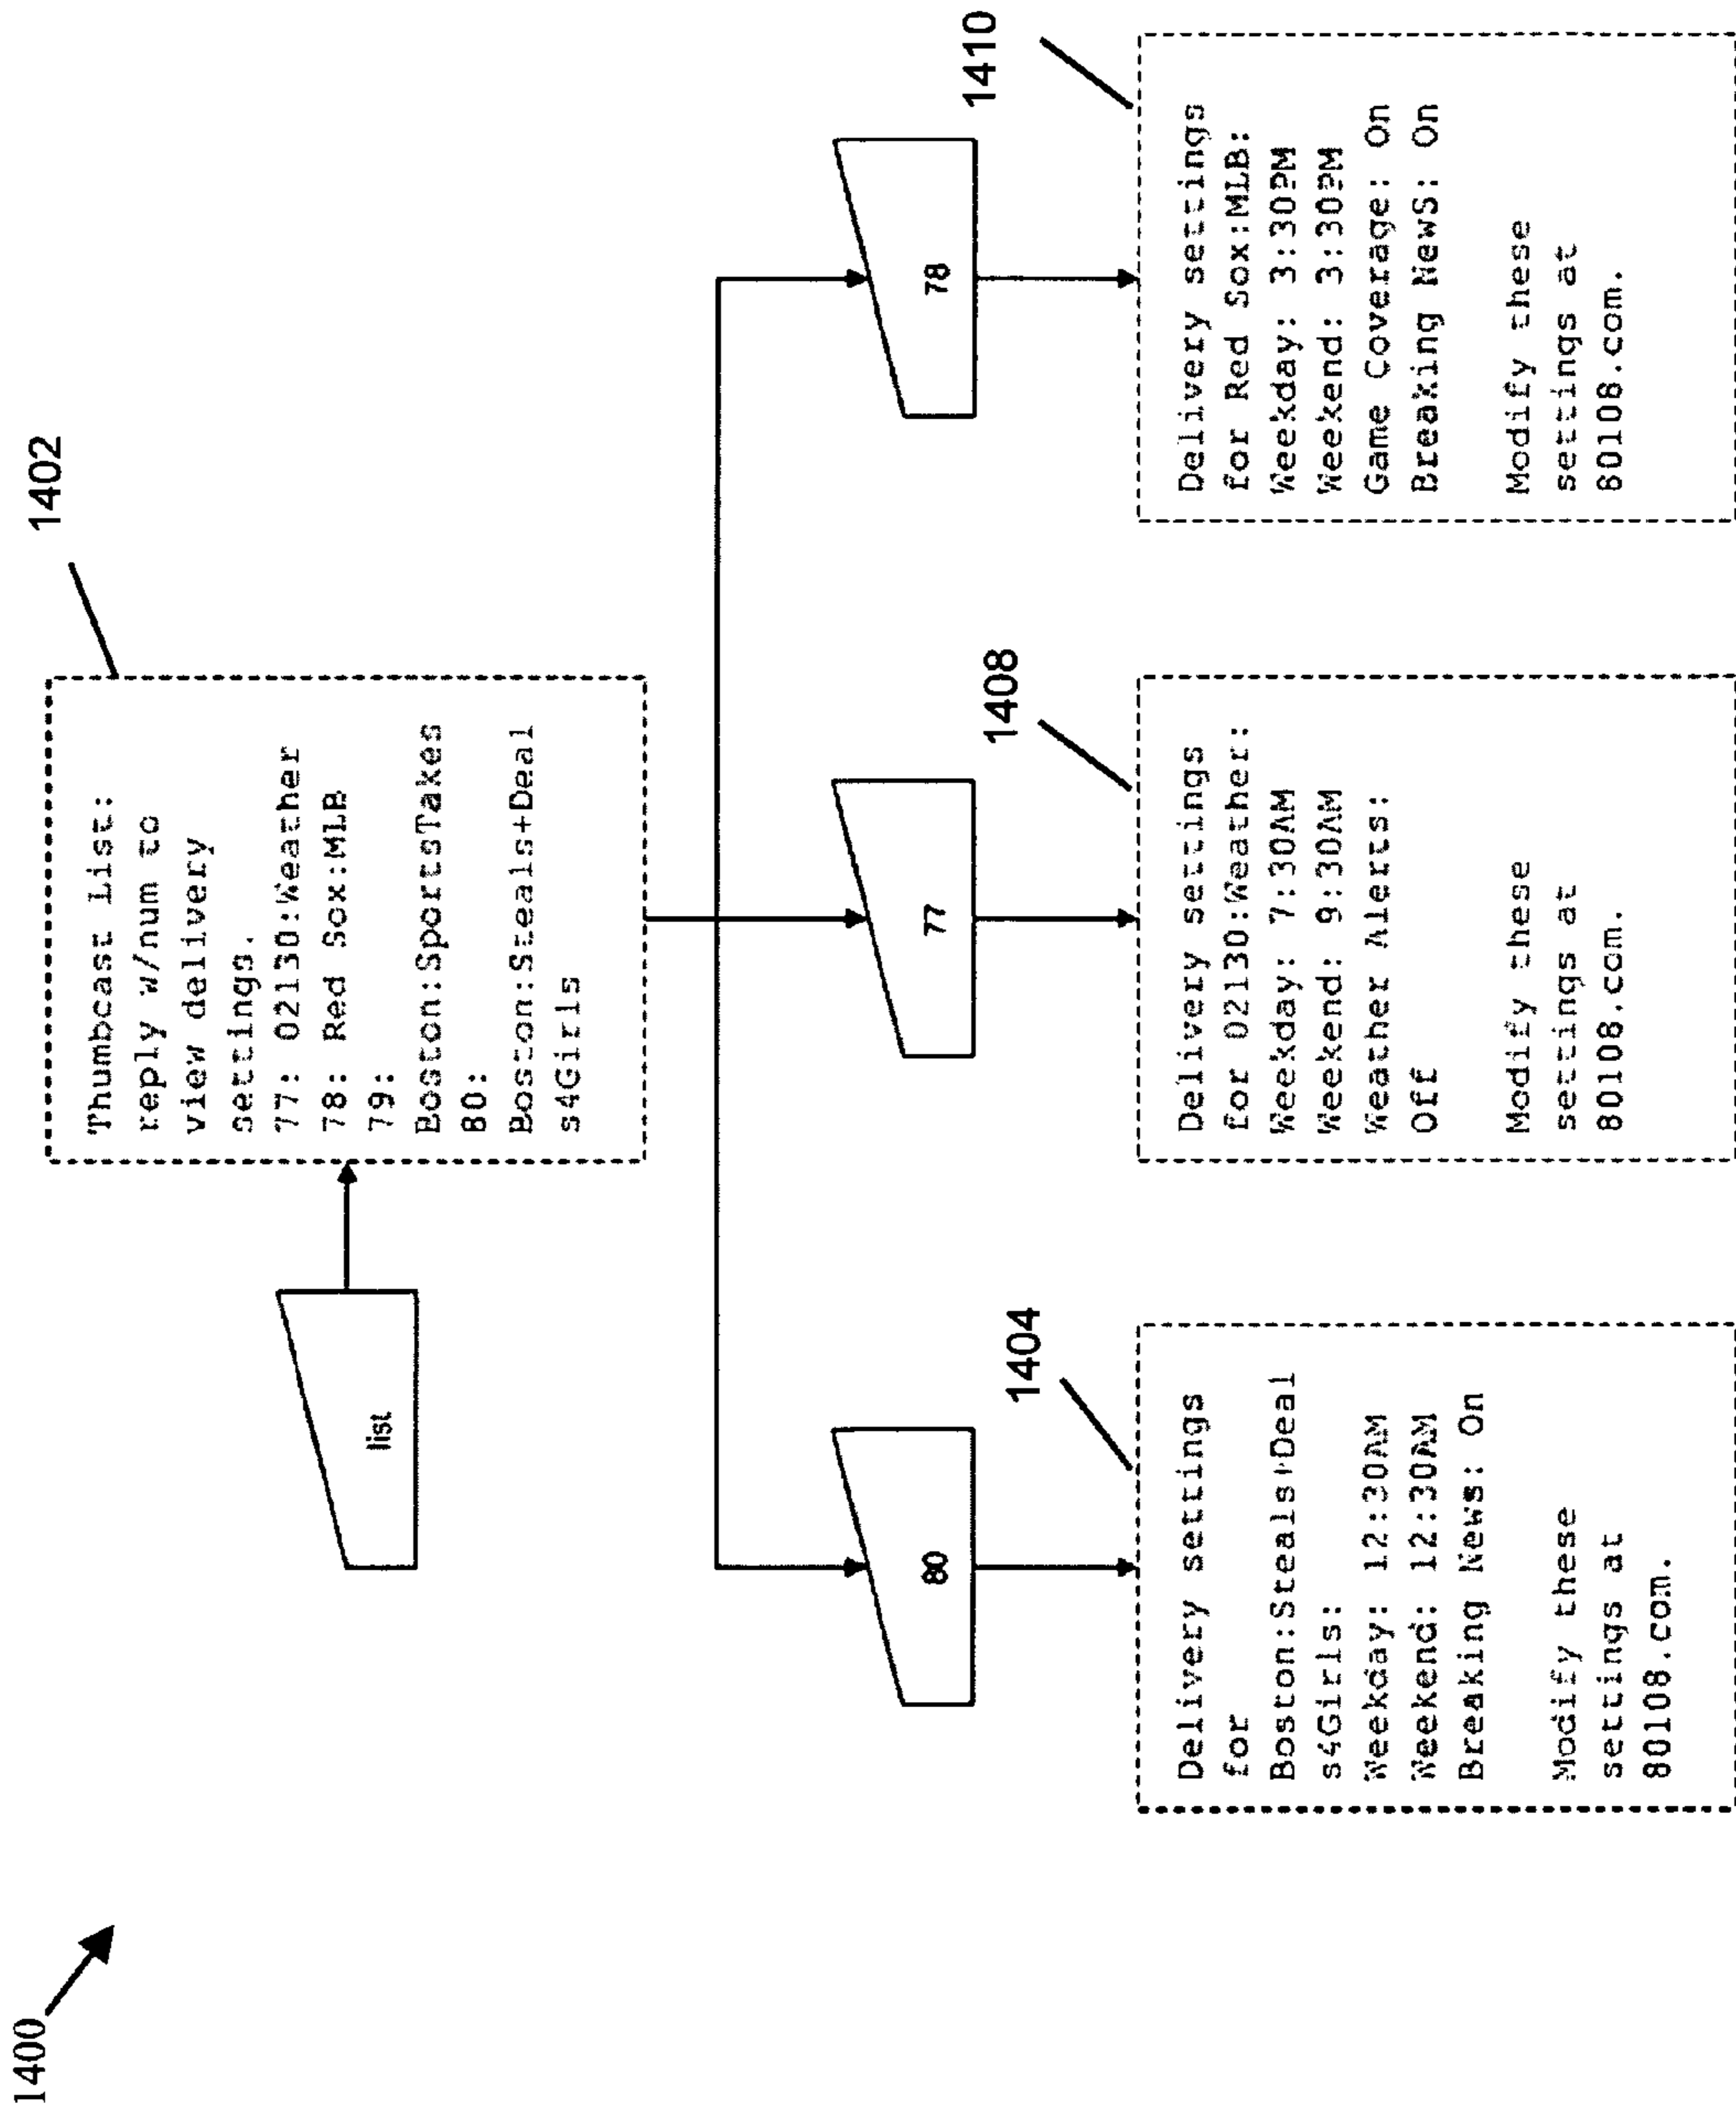 1400
1402
Thumbcast List:
reply w/num to
view delivery
settings.
77: 02130:Weather
78: Red Sox:MLB
79:
Boston:SportsTakes
80:
Boston:Steals+Deal
s4Girls
list
80
77
78
1404
Delivery settings
for
Boston:Steals+Deal
s4Girls:
Weekday: 12:30AM
Weekend: 12:30AM
Breaking News: On
Modify these
settings at
80108.com.
1408
Delivery settings
for 02130:Weather:
Weekday: 7:30AM
Weekend: 9:30AM
Weather Alerts:
Off
Modify these
settings at
80108.com.
1410
Delivery settings
for Red Sox:MLB:
Weekday: 3:30PM
Weekend: 3:30PM
Game Coverage: On
Breaking NewS: On
Modify these
settings at
80108.com.